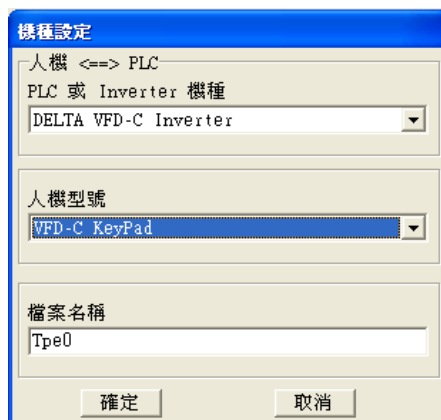 機種設定
人機 <==> PLC
PLC 或 Inverter 機種
DELTA VFD-C Inverter
人機型號
VFD-C KeyPad
檔案名稱
Tpe0
確定
取消